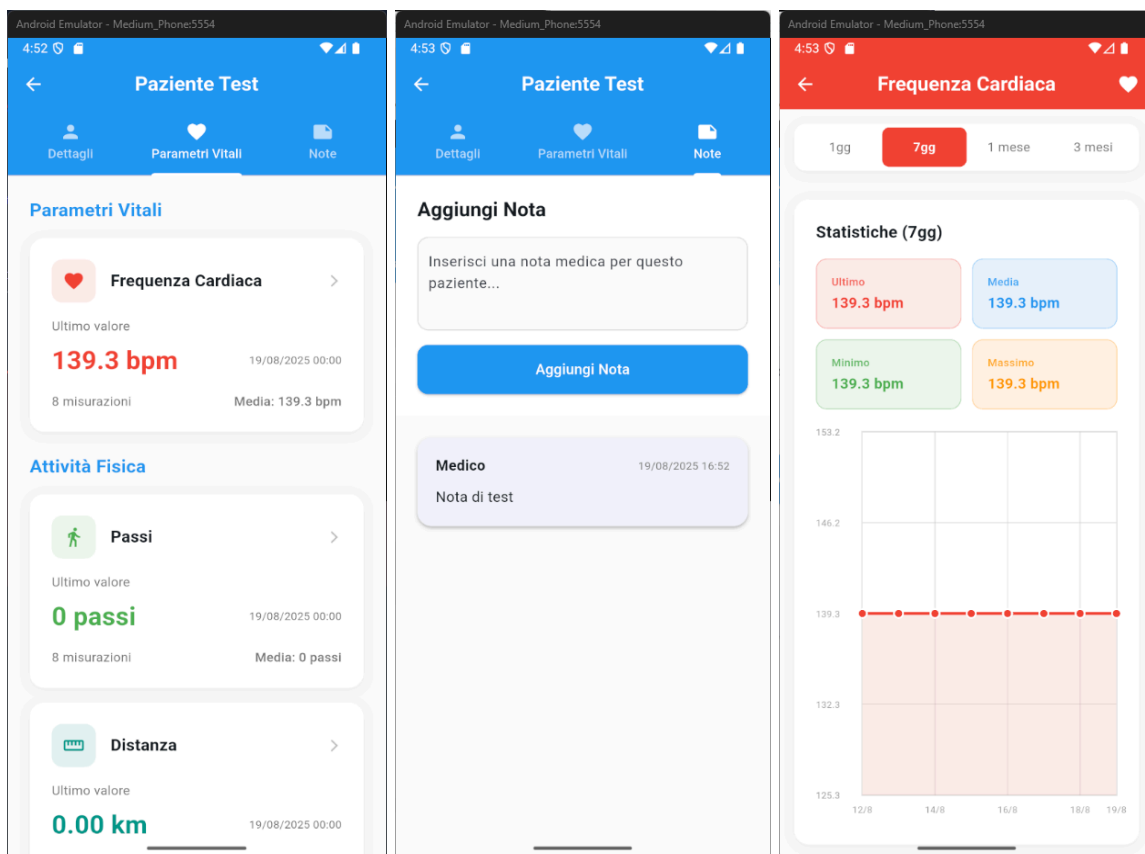 Android Emulator - Medium_Phone:5554
4:52
Paziente Test
Dettagli
Parametri Vitali
Note
Parametri Vitali
Frequenza Cardiaca
Ultimo valore
139.3 bpm
19/08/2025 00:00
8 misurazioni
Media: 139.3 bpm
Attività Fisica
Passi
Ultimo valore
0 passi
19/08/2025 00:00
8 misurazioni
Media: 0 passi
Distanza
Ultimo valore
0.00 km
19/08/2025 00:00
Android Emulator - Medium_Phone:5554
4:53
Paziente Test
Dettagli
Parametri Vitali
Note
Aggiungi Nota
Inserisci una nota medica per questo
paziente...
Aggiungi Nota
Medico
19/08/2025 16:52
Nota di test
Android Emulator - Medium_Phone:5554
4:53
Frequenza Cardiaca
1gg
7gg
1 mese
3 mesi
Statistiche (7gg)
Ultimo
139.3 bpm
Media
139.3 bpm
Minimo
139.3 bpm
Massimo
139.3 bpm
153.2
146.2
139.3
132.3
125.3
12/8
14/8
16/8
18/8
19/8